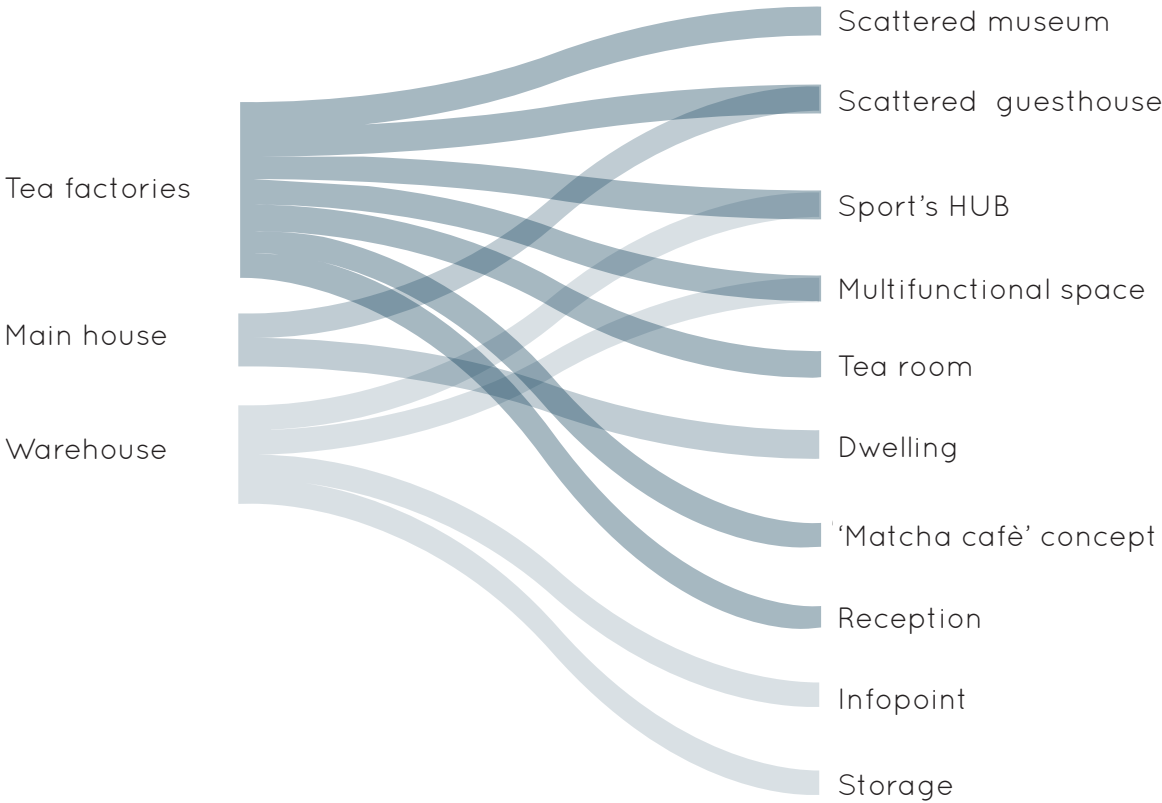 Tea factories
Main house
Warehouse
Scattered museum
Scattered guesthouse
Sport’s HUB
Multifunctional space
Tea room
Dwelling
‘Matcha cafè’ concept
Reception
Infopoint
Storage